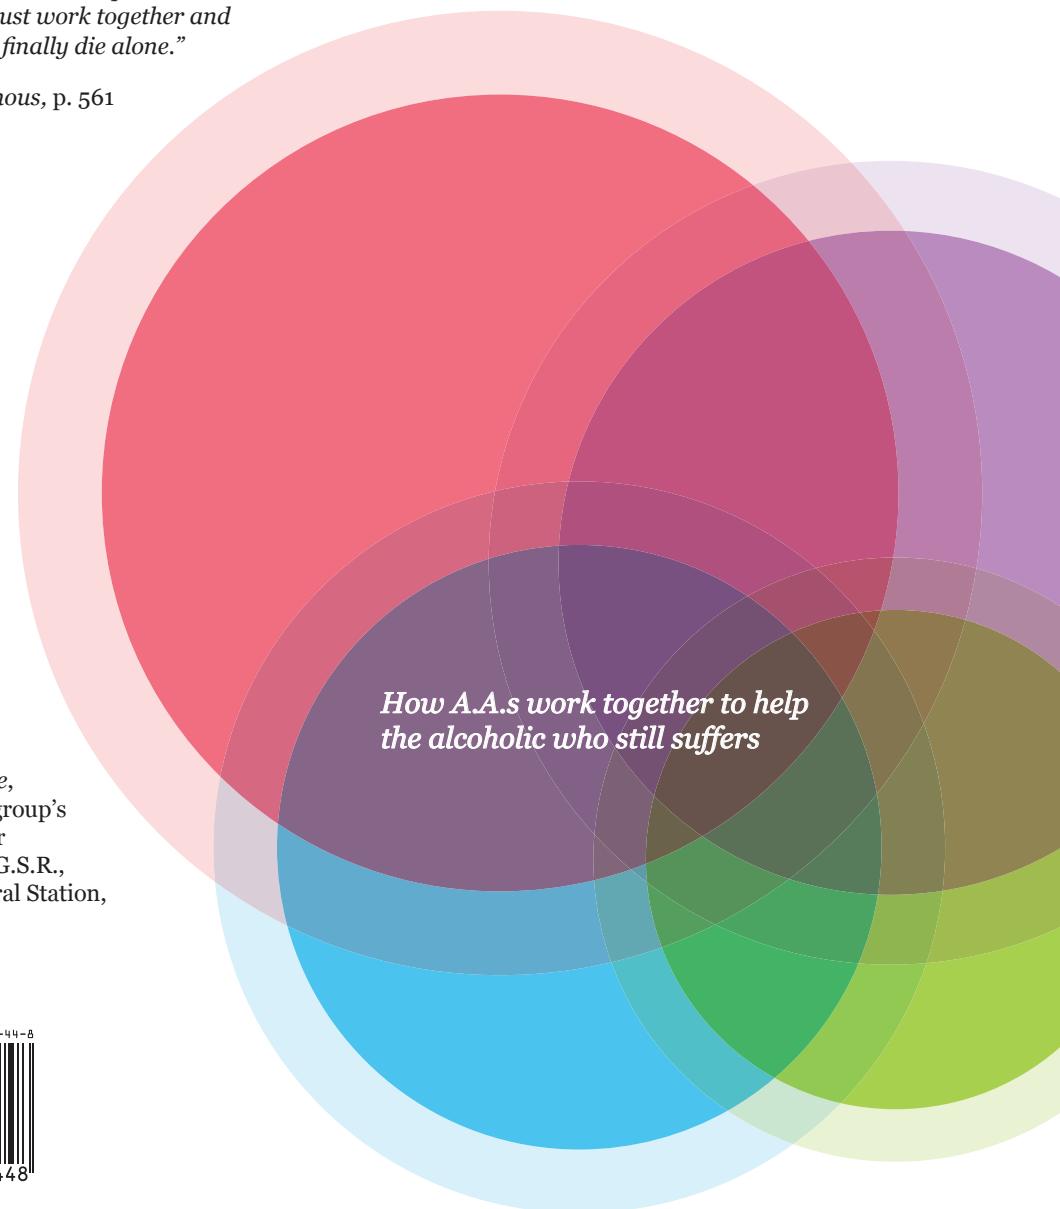 ust work together and
finally die alone.”
nous, p. 561
How A.A.s work together to help
the alcoholic who still suffers
e,
group’s
r
G.S.R.,
ral Station,
-44-8
448